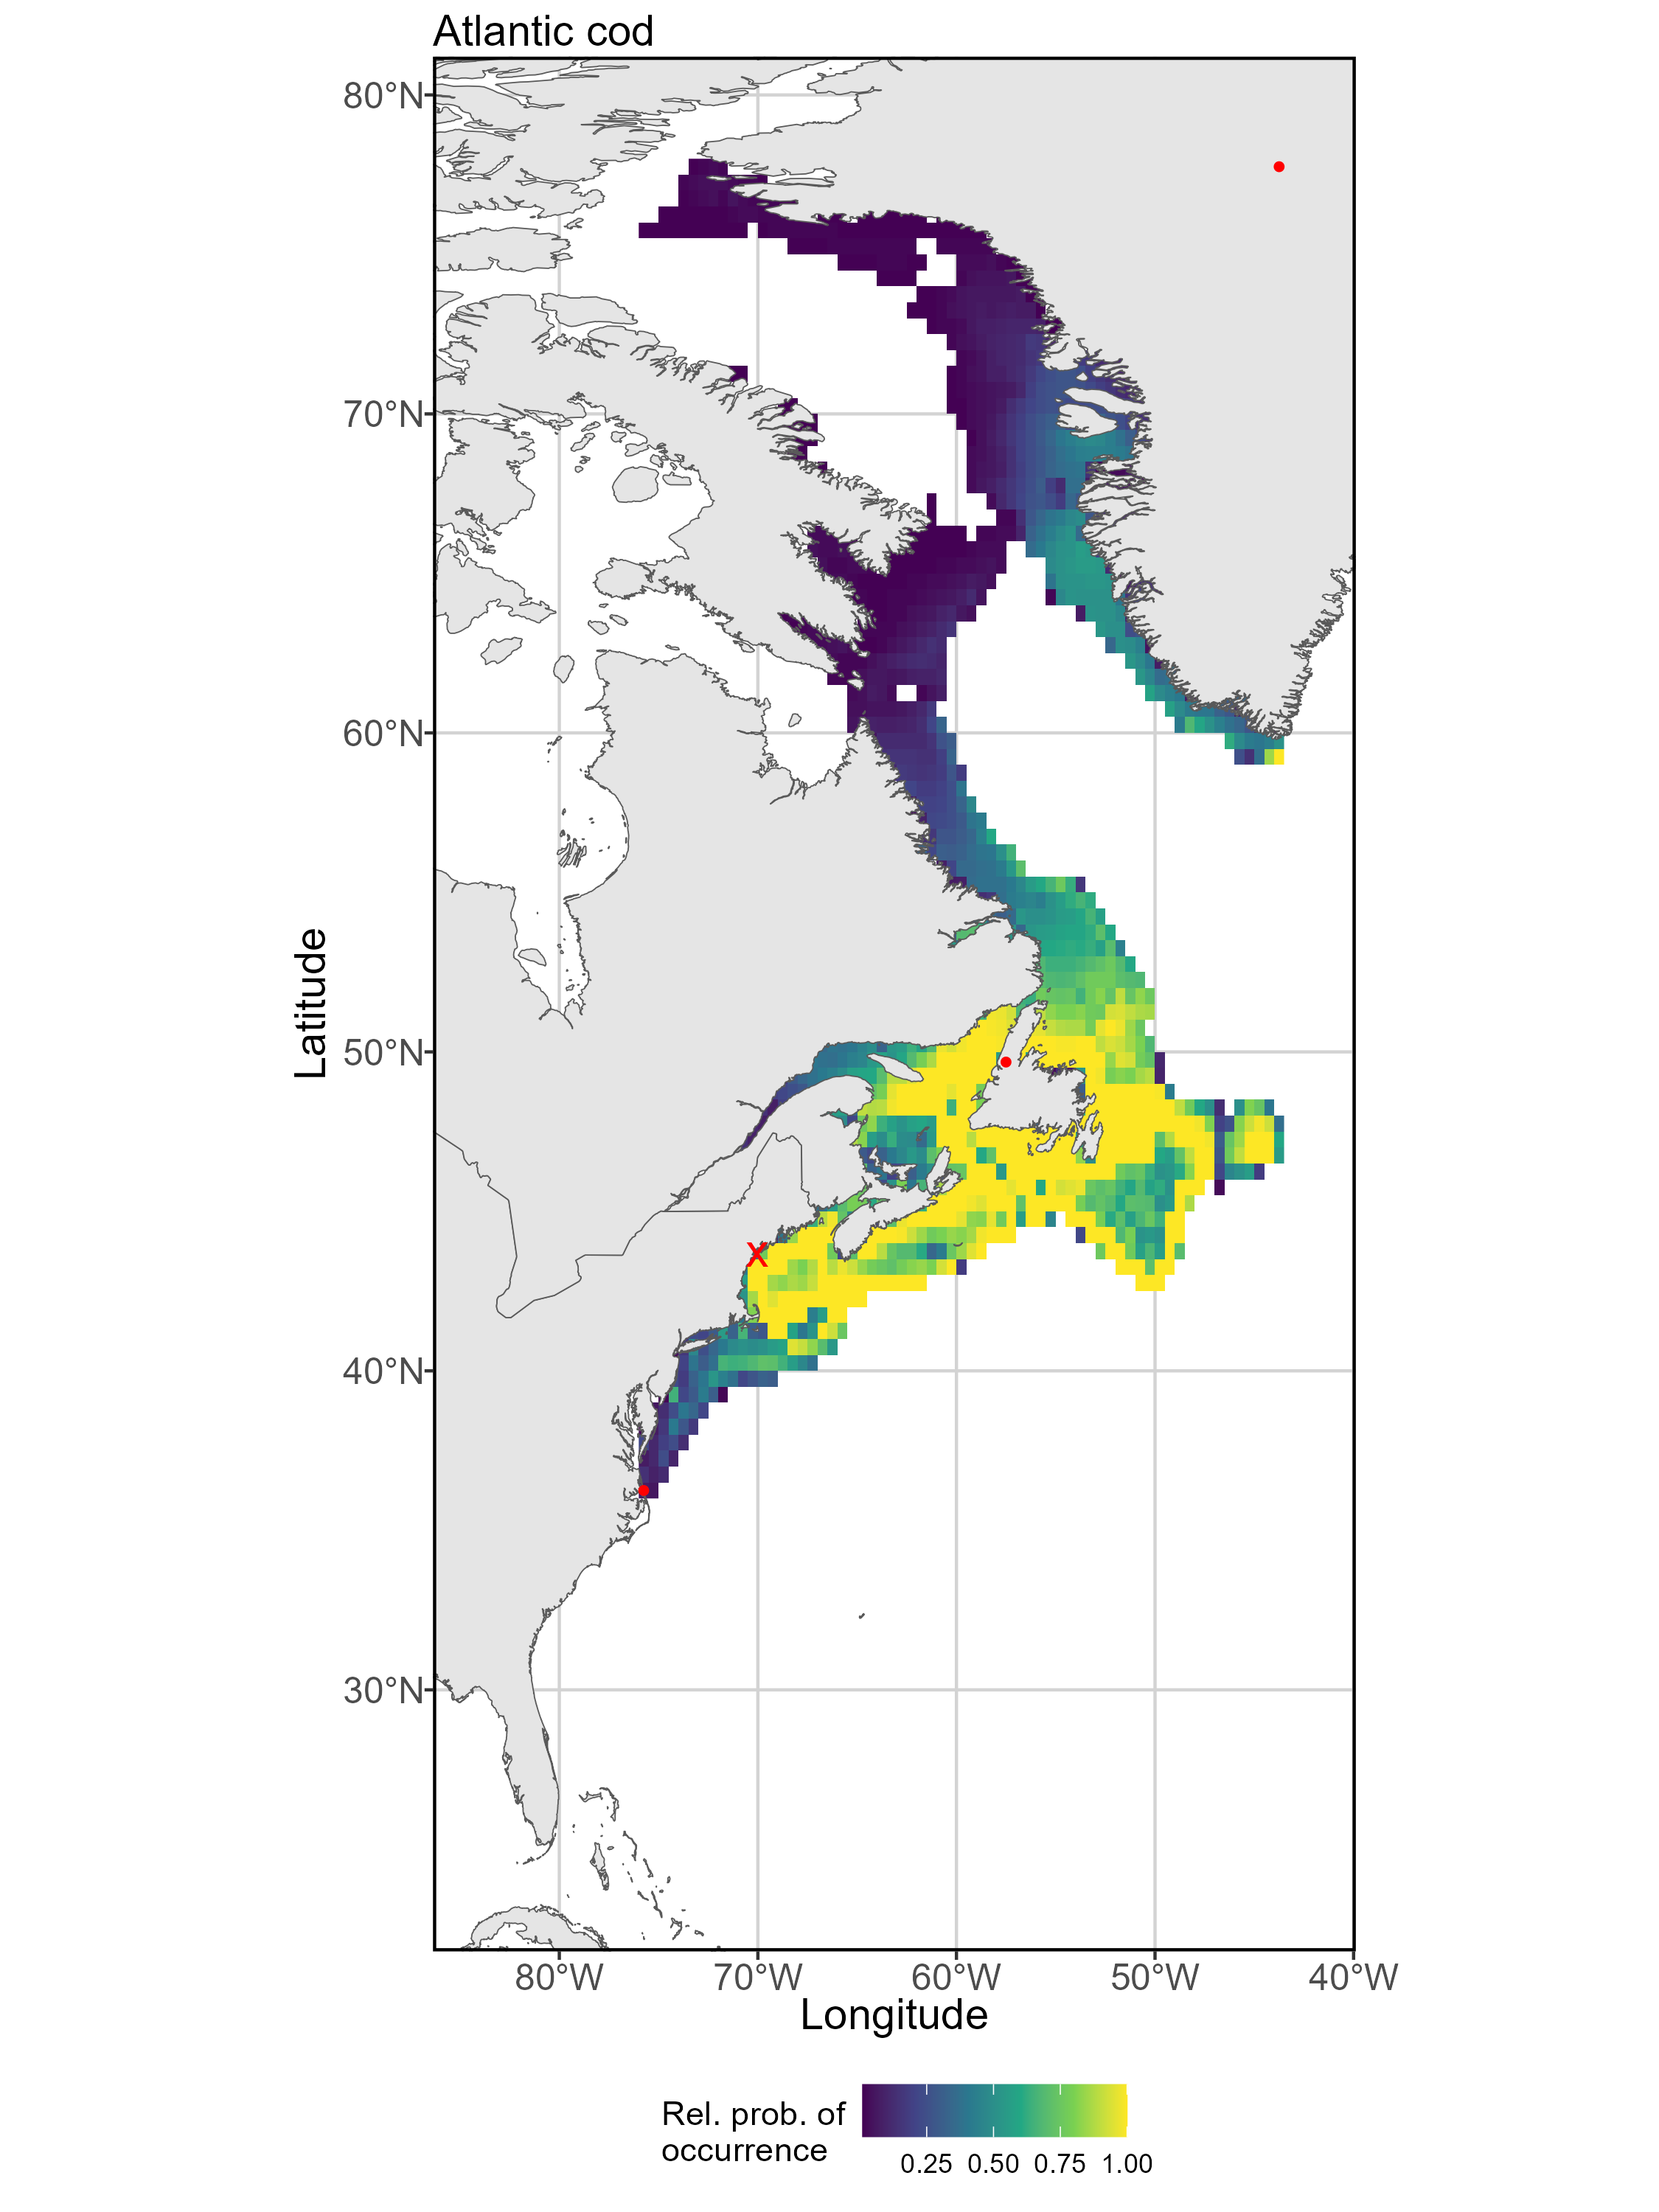 Atlantic cod
80°N
70°N
60°N
50°N
40°N
30°N
Latitude
X
80°W 70°W 60°W 50°W 40°W
Longitude
Rel. prob. of
occurrence
0.25 0.50 0.75 1.00